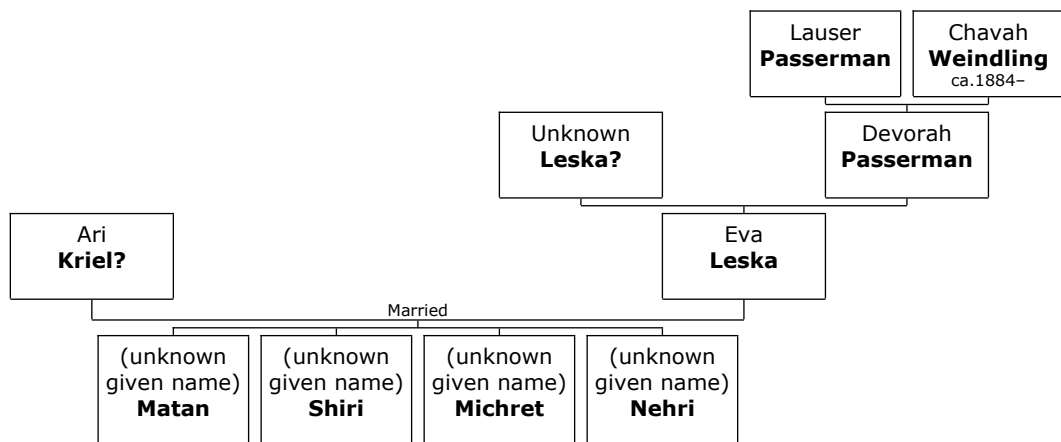 Lauser
Passerman
Chavah
Weindling
ca.1884–
Unknown
Leska?
Devorah
Passerman
Ari
Kriel?
Eva
Leska
Married
(unknown
given name)
Matan
(unknown
given name)
Shiri
(unknown
given name)
Michret
(unknown
given name)
Nehri